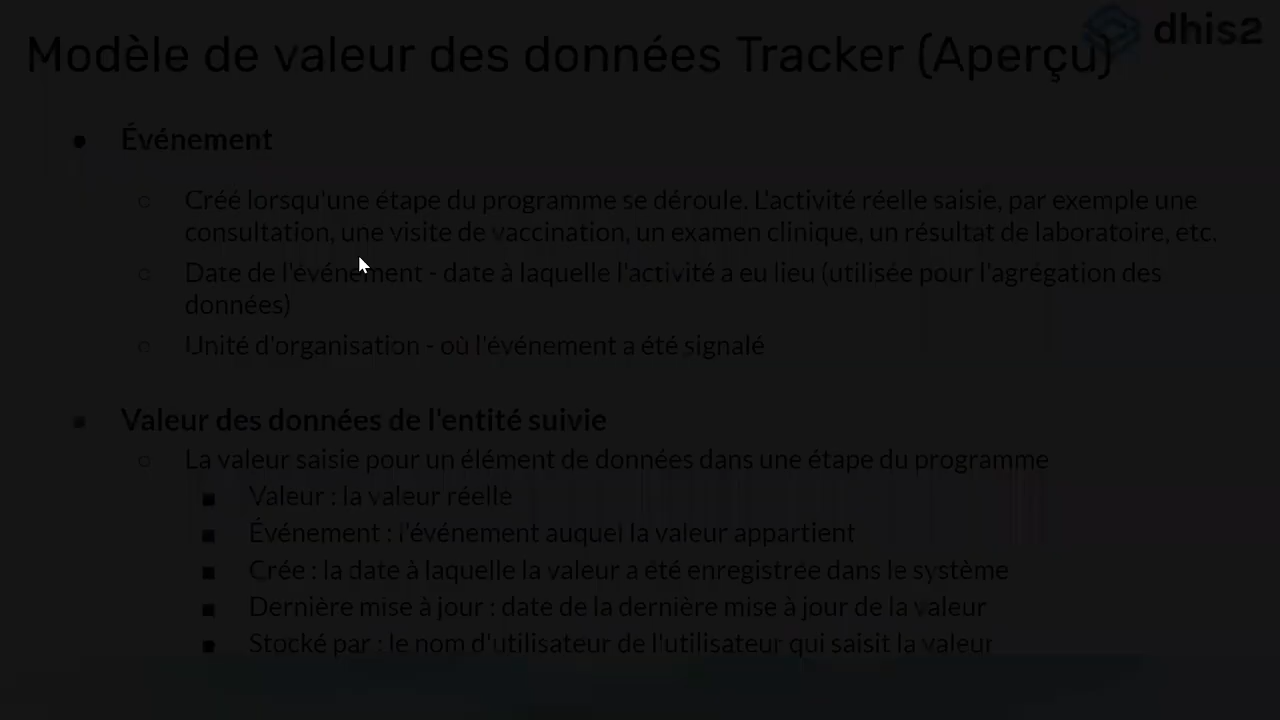 dhis2
Modèle de valeur des données Tracker (Aperçu)
Événement
Créé lorsqu'une étape du programme se déroule. L'activité réelle saisie, par exemple une
consultation, une visite de vaccination, un examen clinique, un résultat de laboratoire, etc.
Date de l'événement - date à laquelle l'activité a eu lieu (utilisée pour l'agrégation des
données)
Unité d'organisation - où l'événement a été signalé
Valeur des données de l'entité suivie
La valeur saisie pour un élément de données dans une étape du programme
Valeur : la valeur réelle
Événement : l'événement auquel la valeur appartient
Crée : la date à laquelle la valeur a été enregistrée dans le système
Dernière mise à jour : date de la dernière mise à jour de la valeur
Stocké par : le nom d'utilisateur de l'utilisateur qui saisit la valeur